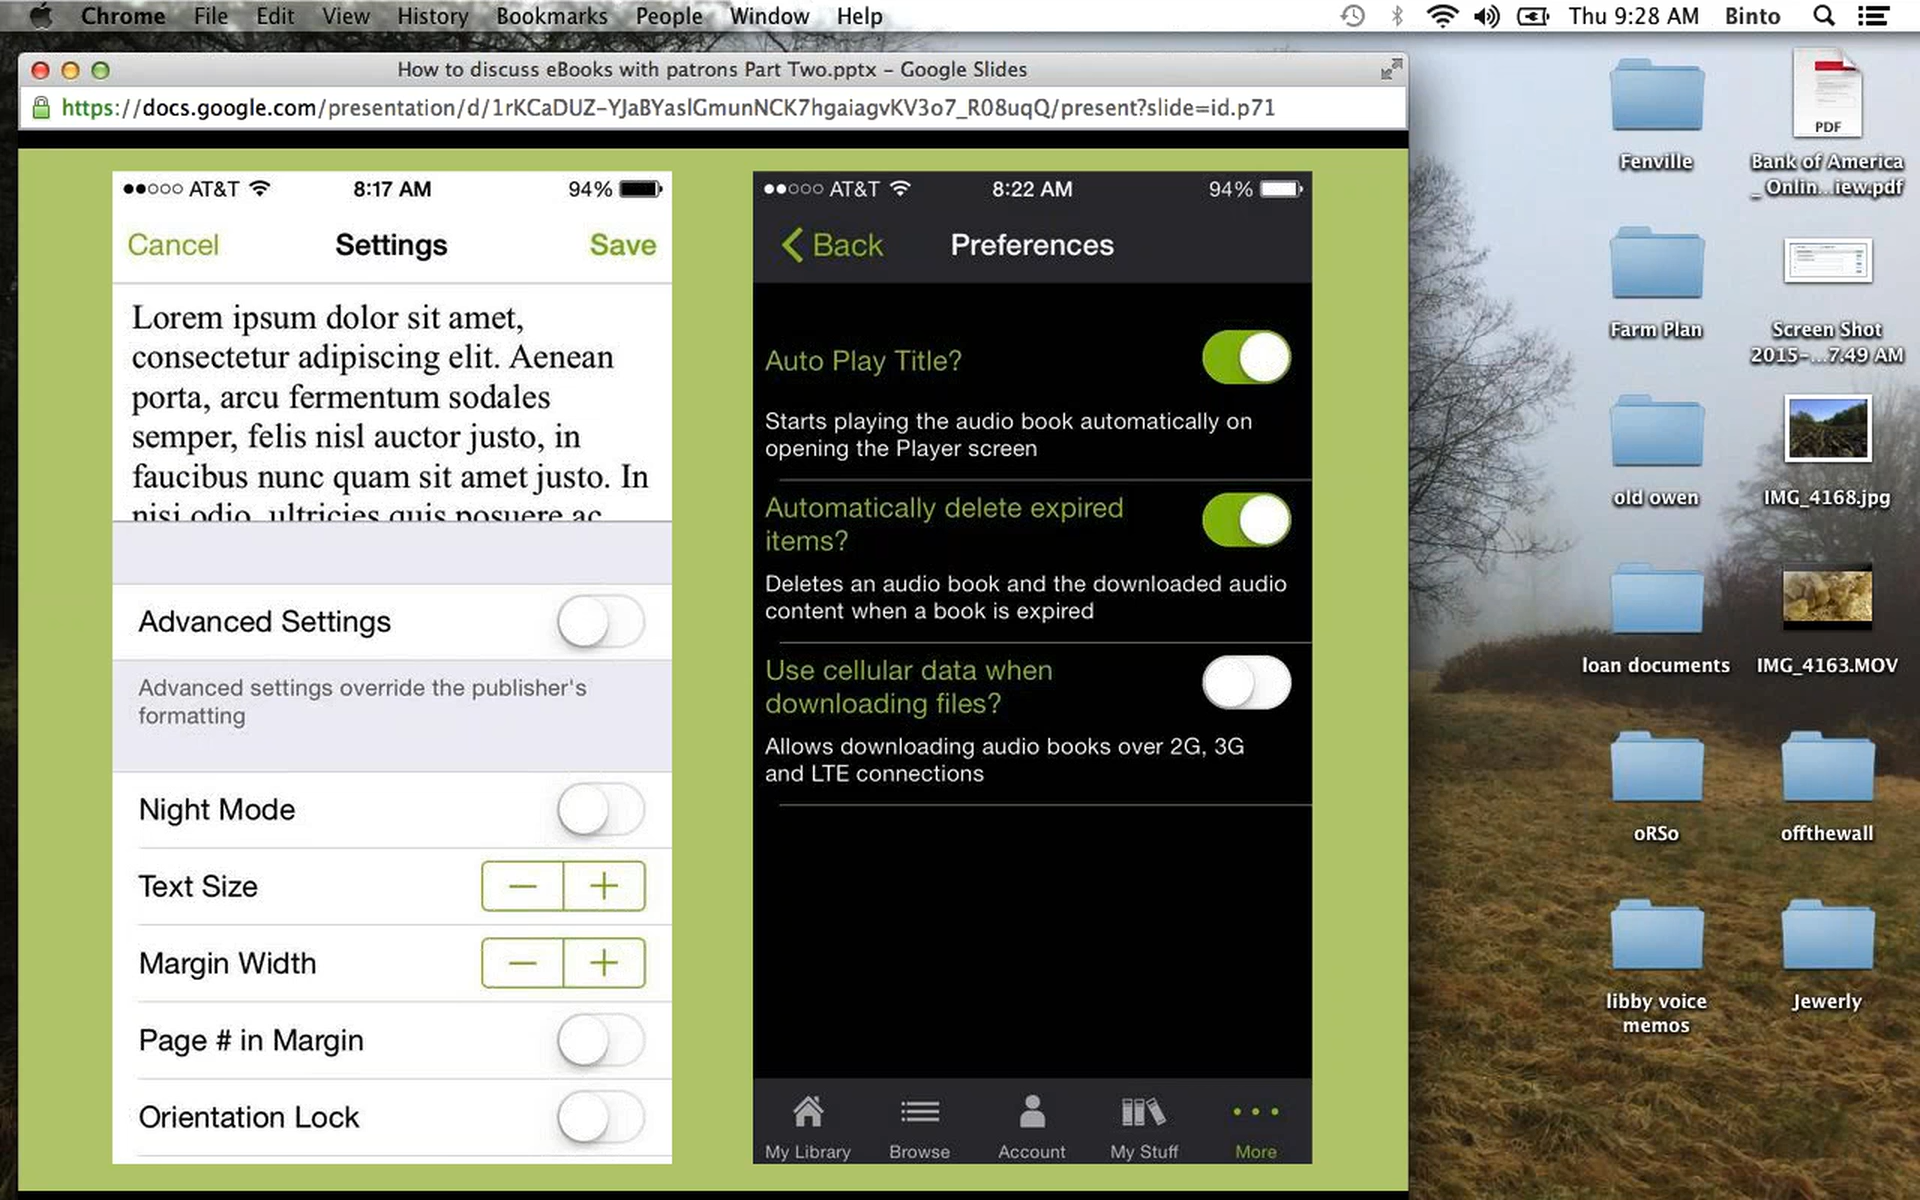 Chrome File Edit View History Bookmarks People Window Help Thu 9:28 AM Binto
How to discuss eBooks with patrons Part Two.pptx – Google Slides
https://docs.google.com/presentation/d/1rKCaDUZ-YJaBYaslGmunNCK7hgaiagvKV3o7_R08uqQ/present?slide=id.p71
AT&T 8:17 AM 94%
Cancel Settings Save
Lorem ipsum dolor sit amet,
consectetur adipiscing elit. Aenean
porta, arcu fermentum sodales
semper, felis nisl auctor justo, in
faucibus nunc quam sit amet justo. In
nisi odio, ultricies quis posuere ac
Advanced Settings
Advanced settings override the publisher's
formatting
Night Mode
Text Size
Margin Width
Page # in Margin
Orientation Lock
AT&T 8:22 AM 94%
Back Preferences
Auto Play Title?
Starts playing the audio book automatically on
opening the Player screen
Automatically delete expired
items?
Deletes an audio book and the downloaded audio
content when a book is expired
Use cellular data when
downloading files?
Allows downloading audio books over 2G, 3G
and LTE connections
My Library Browse Account My Stuff More
PDF
Fenville
Bank of America
_ Onlin...iew.pdf
Farm Plan
Screen Shot
2015-...7.49 AM
old owen
IMG_4168.jpg
loan documents
IMG_4163.MOV
oRSo
offthewall
libby voice
memos
Jewerly